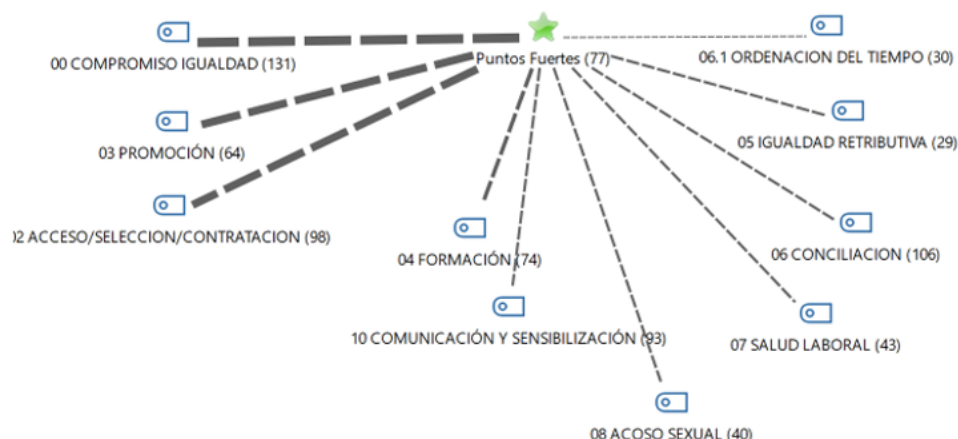 Puntos Fuertes (77)
00 COMPROMISO IGUALDAD (131)
06.1 ORDENACION DEL TIEMPO (30)
03 PROMOCIÓN (64)
05 IGUALDAD RETRIBUTIVA (29)
02 ACCESO/SELECCION/CONTRATACION (98)
04 FORMACIÓN (74)
06 CONCILIACION (106)
10 COMUNICACIÓN Y SENSIBILIZACIÓN (93)
07 SALUD LABORAL (43)
08 ACOSO SEXUAL (40)